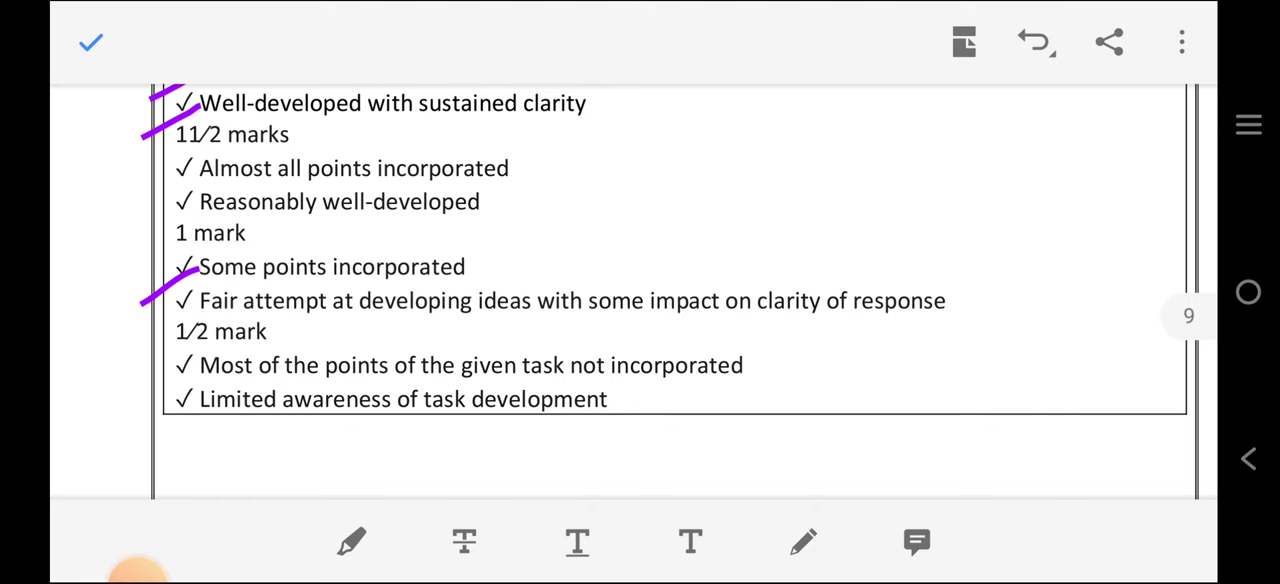 ✓ Well-developed with sustained clarity
11⁄2 marks
✓ Almost all points incorporated
✓ Reasonably well-developed
1 mark
✓ Some points incorporated
✓ Fair attempt at developing ideas with some impact on clarity of response
9
1⁄2 mark
✓ Most of the points of the given task not incorporated
✓ Limited awareness of task development